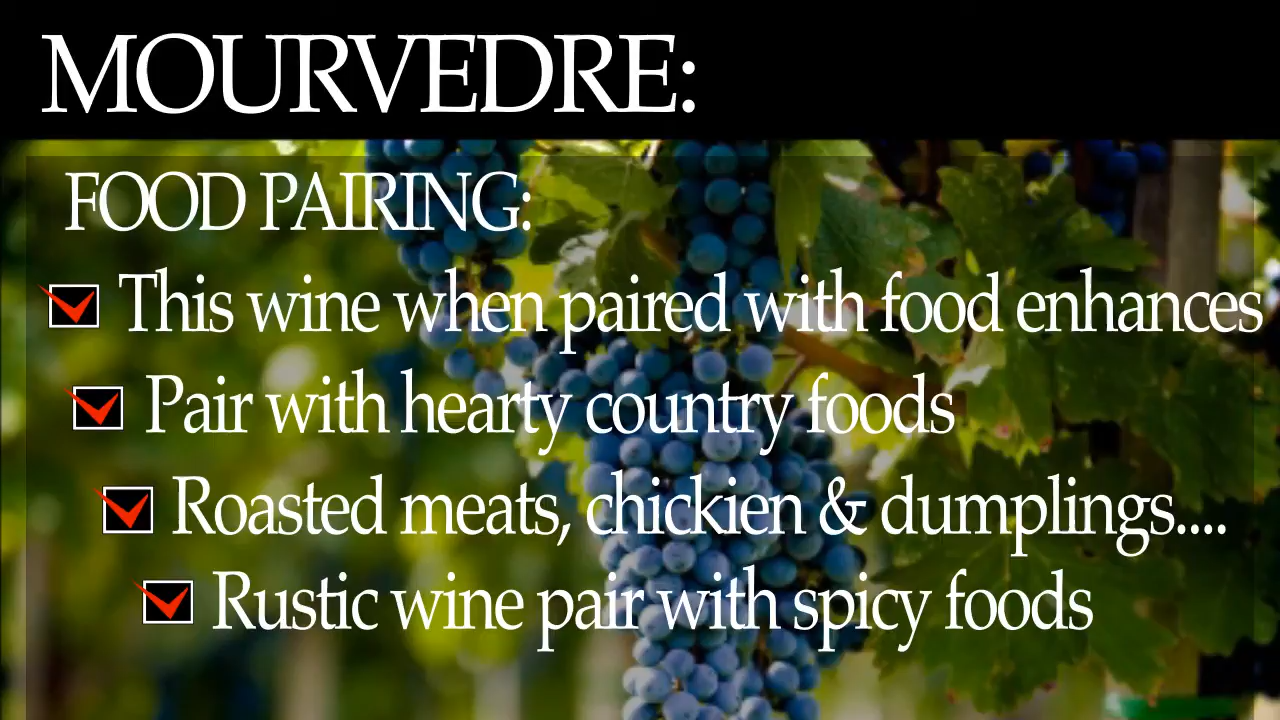 MOURVEDRE:
FOOD PAIRING:
This wine when paired with food enhances
Pair with hearty country foods
Roasted meats, chickien & dumplings....
Rustic wine pair with spicy foods